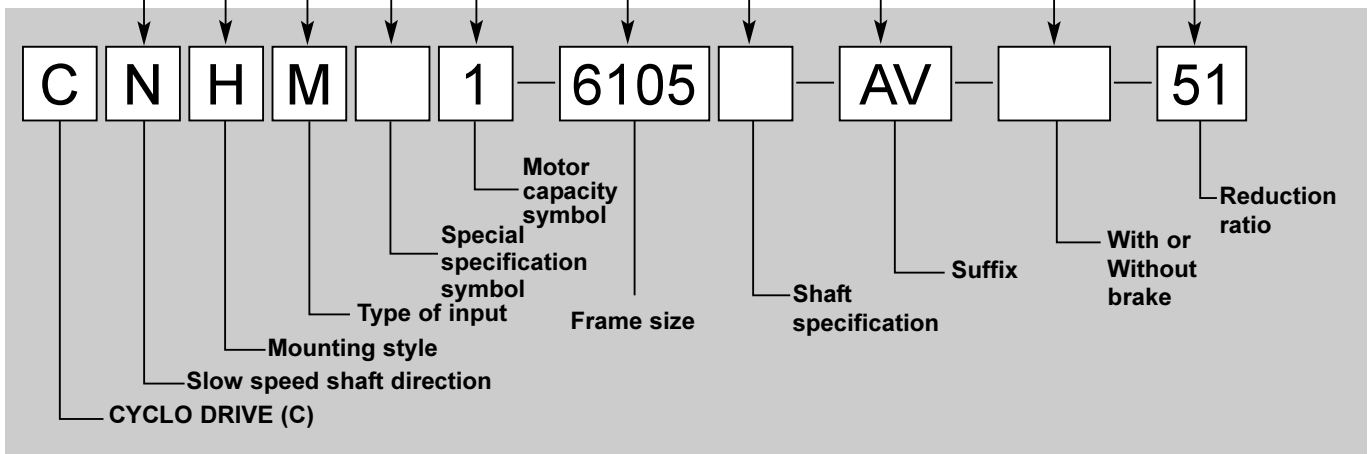 C N H M 1 — 6105 — AV — — 51
Motor
capacity
symbol
Special
specification
symbol
Type of input
Mounting style
Slow speed shaft direction
CYCLO DRIVE (C)
Frame size
Shaft
specification
Suffix
With or
Without
brake
Reduction
ratio